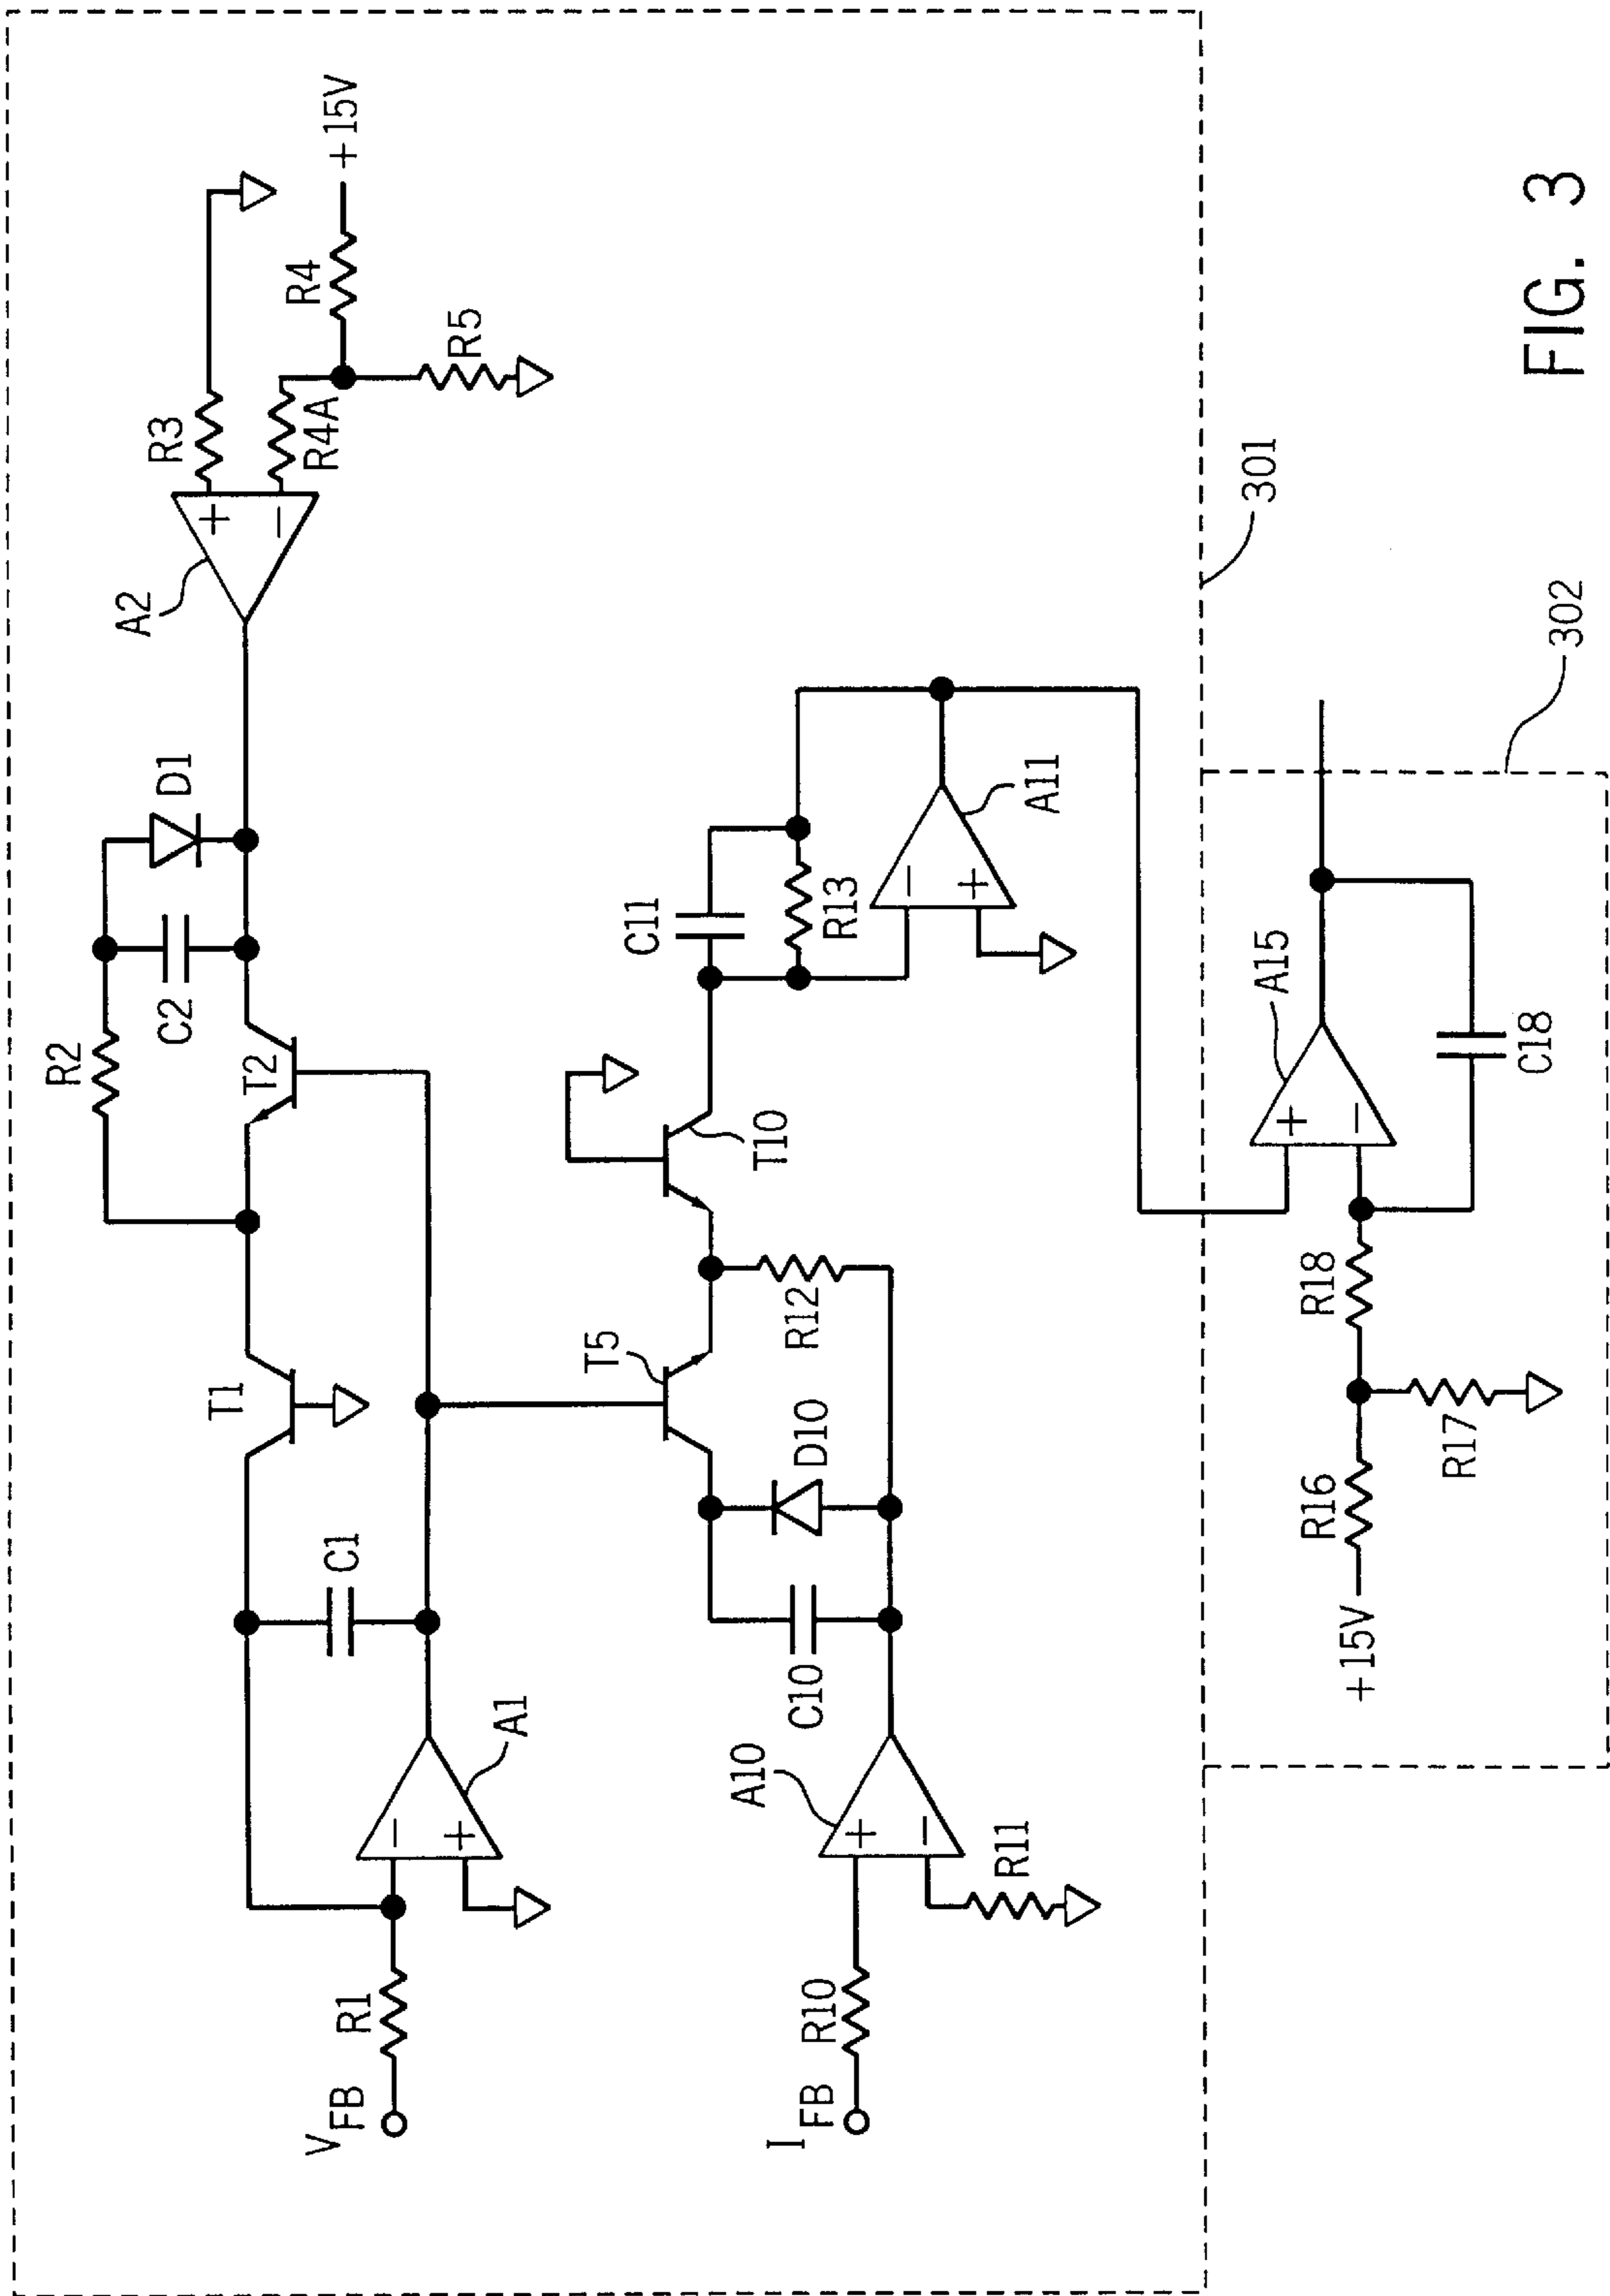 R3
+15V
A2
+
−
R4
R4A
R5
D1
R2
C2
T2
T1
C1
A1
−
+
R1
VFB
C11
R13
A11
−
+
T10
T5
R12
D10
C10
A10
+
−
R11
R10
IFB
301
302
A15
+
−
C18
R18
R16
R17
+15V
FIG. 3